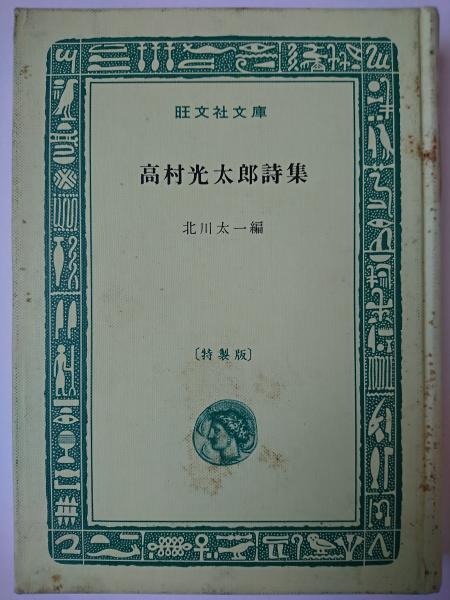 旺文社文庫
高村光太郎詩集
北川太一編
〔特製版〕